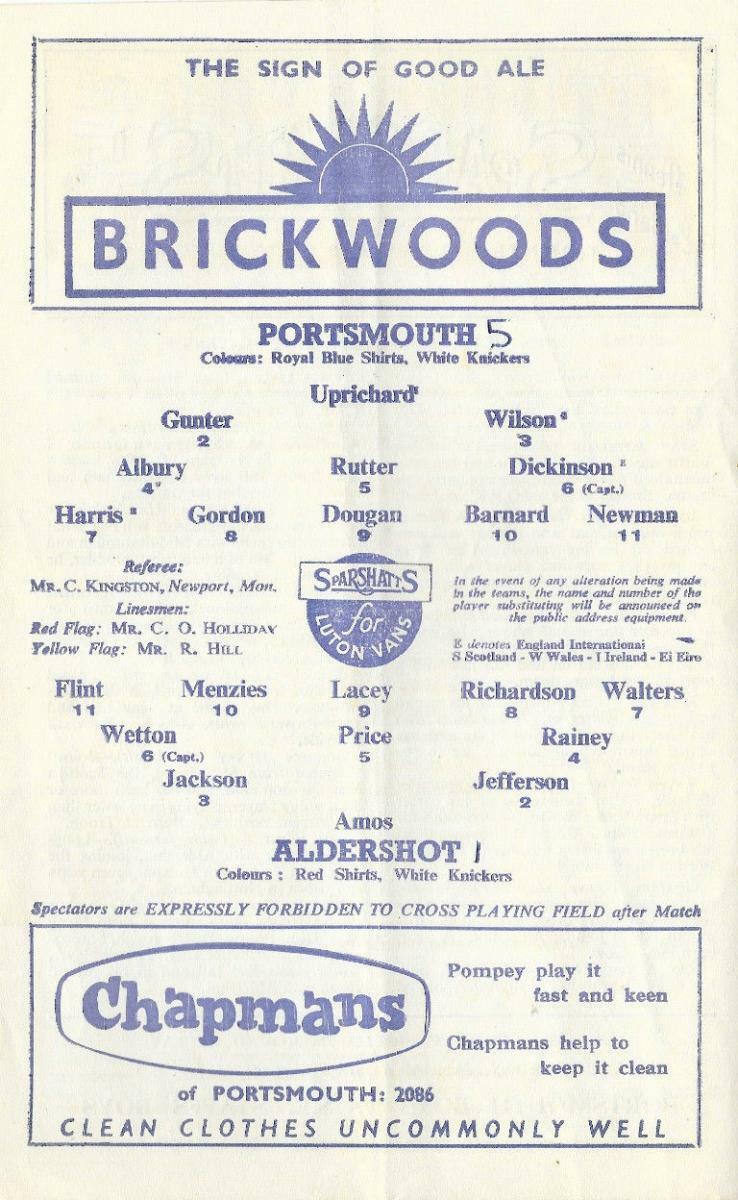 THE SIGN OF GOOD ALE
BRICKWOODS
PORTSMOUTH 5
Colours: Royal Blue Shirts, White Knickers
Uprichard
Gunter Wilson
2 3
Albury Rutter Dickinson E
4 5 6 (Capt.)
Harris Gordon Dougan Barnard Newman
7 8 9 10 11
Referee:
MR. C. KINGSTON, Newport, Mon.
Linesmen:
Red Flag: MR. C. O. HOLLIDAY
Yellow Flag: MR. R. HILL
SPARSHATTS
for
LUTON VANS
In the event of any alteration being made
in the teams, the name and number of the
player substituting will be announced on
the public address equipment.
E denotes England International
S Scotland - W Wales - I Ireland - Ei Eire
Flint Menzies Lacey Richardson Walters
11 10 9 8 7
Wetton Price Rainey
6 (Capt.) 5 4
Jackson Jefferson
3 2
Amos
ALDERSHOT 1
Colours : Red Shirts, White Knickers
Spectators are EXPRESSLY FORBIDDEN TO CROSS PLAYING FIELD after Match
Chapmans
of PORTSMOUTH: 2086
Pompey play it
fast and keen
Chapmans help to
keep it clean
CLEAN CLOTHES UNCOMMONLY WELL